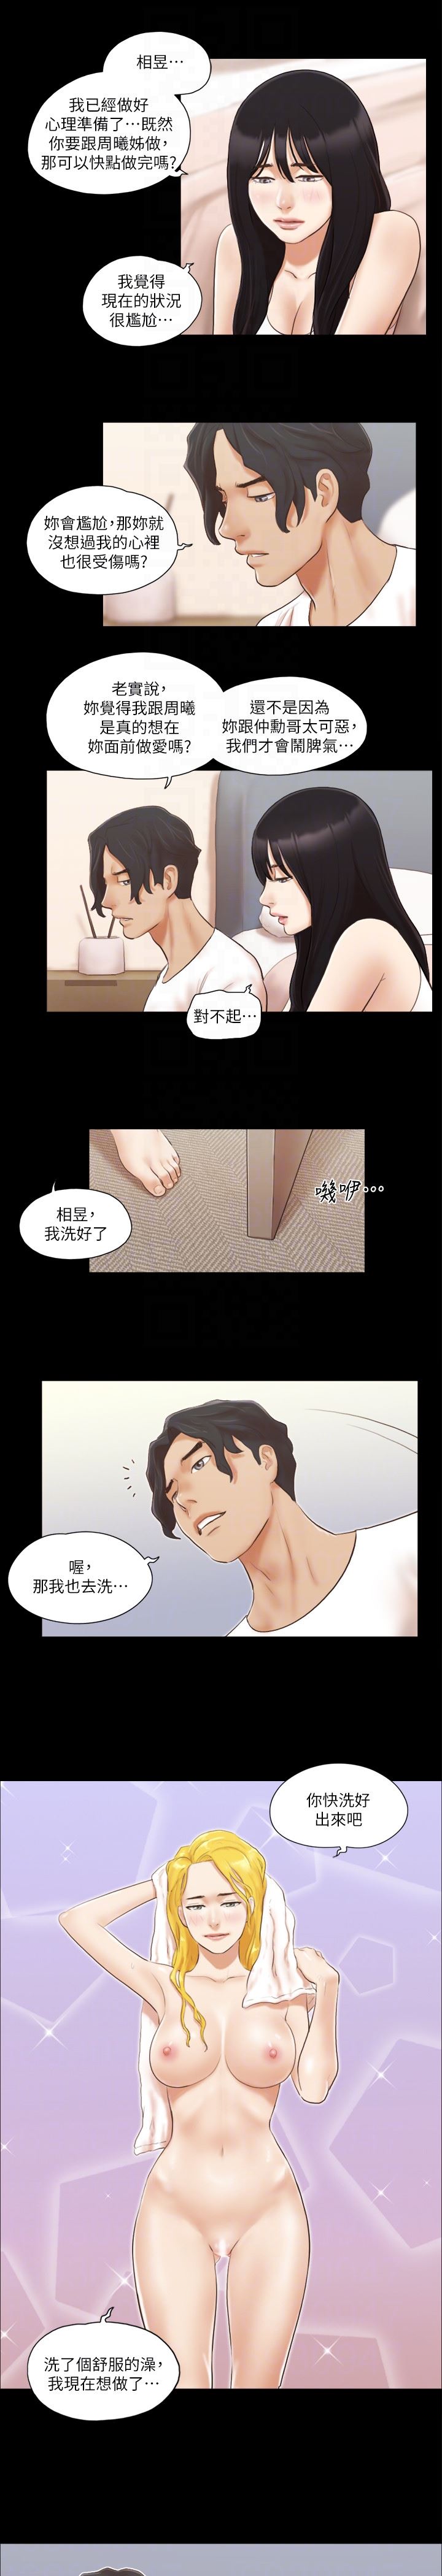 相昱⋯
我已經做好
心理準備了⋯既然
你要跟周曦姊做，
那可以快點做完嗎?
我覺得
現在的狀況
很尷尬⋯
妳會尷尬，那妳就
沒想過我的心裡
也很受傷嗎?
老實說，
妳覺得我跟周曦
是真的想在
妳面前做愛嗎?
還不是因為
妳跟仲勳哥太可惡，
我們才會鬧脾氣⋯
對不起⋯
嘰咿⋯
相昱，
我洗好了
喔，
那我也去洗⋯
你快洗好
出來吧
洗了個舒服的澡，
我現在想做了⋯